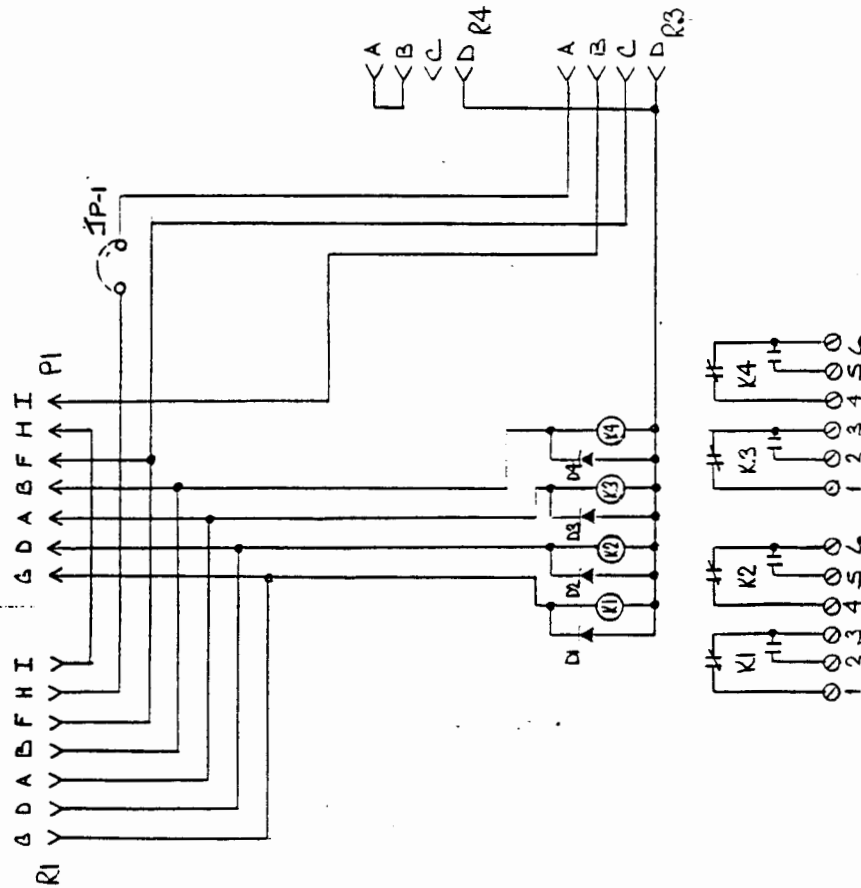 A
B
C
D
R4
A
B
C
D
R3
JP-1
P1
G D A B F H I
R1
G D A B F H I
K4
K3
K2
K1
D4
D3
D2
D1
K1 K2 K3 K4
1 2 3 4 5 6 1 2 3 4 5 6